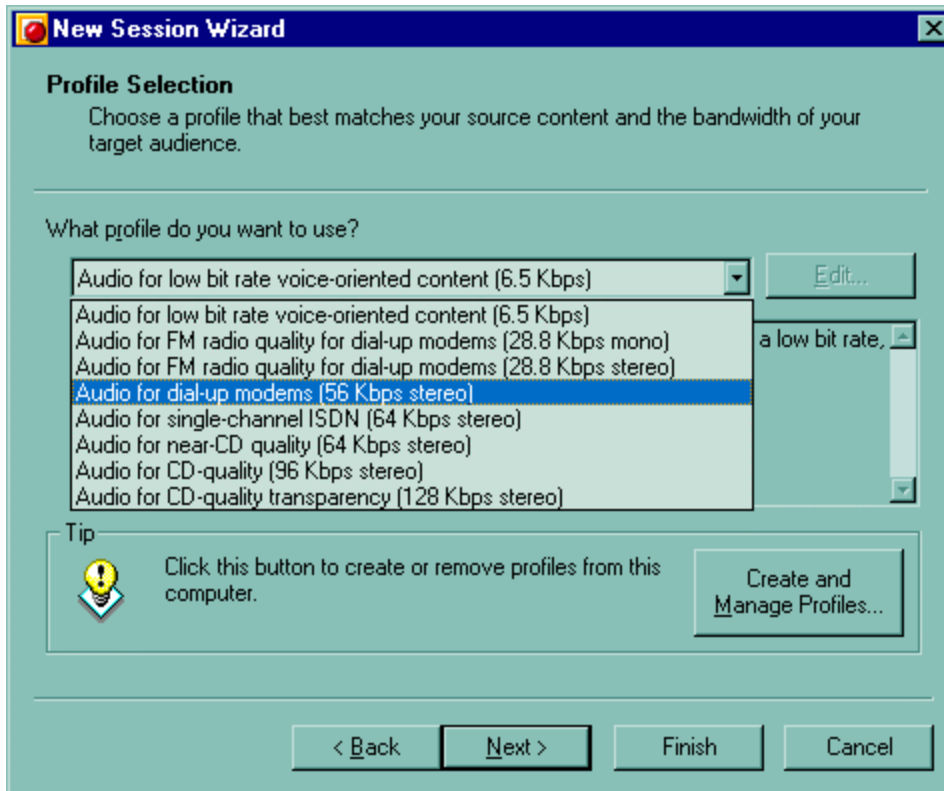 New Session Wizard
Profile Selection
Choose a profile that best matches your source content and the bandwidth of your
target audience.
What profile do you want to use?
Audio for low bit rate voice-oriented content (6.5 Kbps)
Edit...
Audio for low bit rate voice-oriented content (6.5 Kbps)
Audio for FM radio quality for dial-up modems (28.8 Kbps mono)
a low bit rate,
Audio for FM radio quality for dial-up modems (28.8 Kbps stereo)
Audio for dial-up modems (56 Kbps stereo)
Audio for single-channel ISDN (64 Kbps stereo)
Audio for near-CD quality (64 Kbps stereo)
Audio for CD-quality (96 Kbps stereo)
Audio for CD-quality transparency (128 Kbps stereo)
Tip
Click this button to create or remove profiles from this
computer.
Create and
Manage Profiles...
< Back
Next >
Finish
Cancel